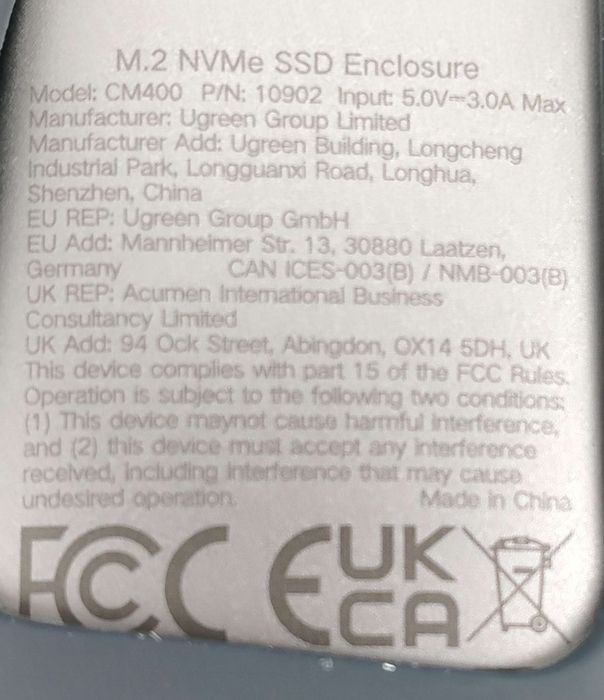 M.2 NVMe SSD Enclosure
Model: CM400 P/N: 10902 Input: 5.0V⎓3.0A Max
Manufacturer: Ugreen Group Limited
Manufacturer Add: Ugreen Building, Longcheng
Industrial Park, Longguanxi Road, Longhua,
Shenzhen, China
EU REP: Ugreen Group GmbH
EU Add: Mannheimer Str. 13, 30880 Laatzen,
Germany CAN ICES-003(B) / NMB-003(B)
UK REP: Acumen International Business
Consultancy Limited
UK Add: 94 Ock Street, Abingdon, OX14 5DH, UK
This device complies with part 15 of the FCC Rules.
Operation is subject to the following two conditions:
(1) This device maynot cause harmful interference,
and (2) this device must accept any interference
received, including interference that may cause
undesired operation. Made in China
FCC CE UK
CA